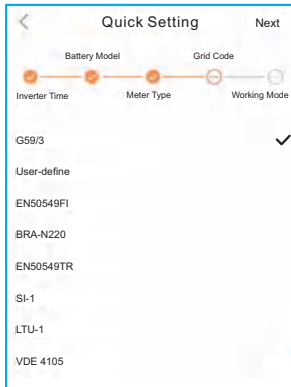 Quick Setting Next
Battery Model Grid Code
Inverter Time Meter Type Working Mode
G59/3
User-define
EN50549FI
BRA-N220
EN50549TR
SI-1
LTU-1
VDE 4105